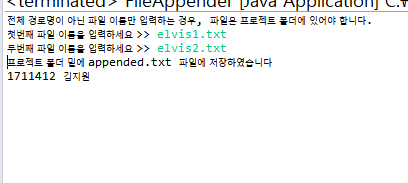 <terminated> FileAppender [Java Application] C:₩
전체 경로명이 아닌 파일 이름만 입력하는 경우, 파일은 프로젝트 폴더에 있어야 합니다.
첫번째 파일 이름을 입력하세요 >> elvis1.txt
두번째 파일 이름을 입력하세요 >> elvis2.txt
프로젝트 폴더 밑에 appended.txt 파일에 저장하였습니다
1711412 김지원